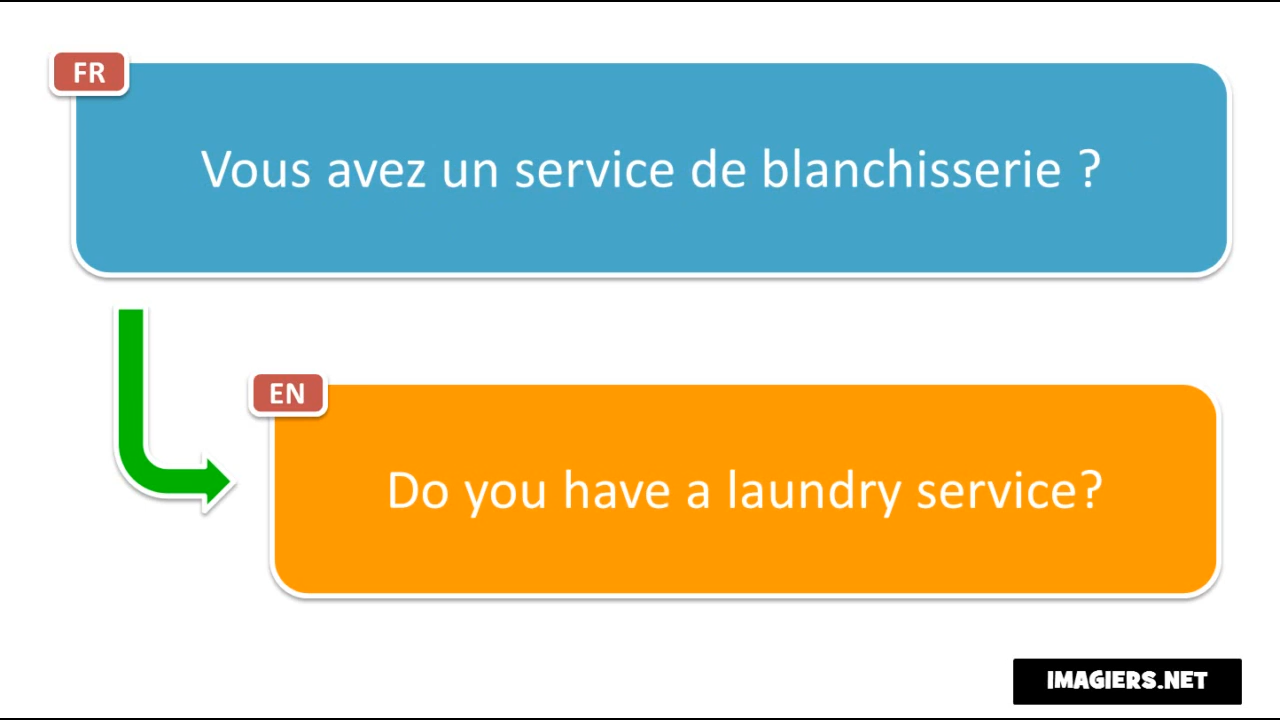 FR
Vous avez un service de blanchisserie ?
EN
Do you have a laundry service?
IMAGIERS.NET